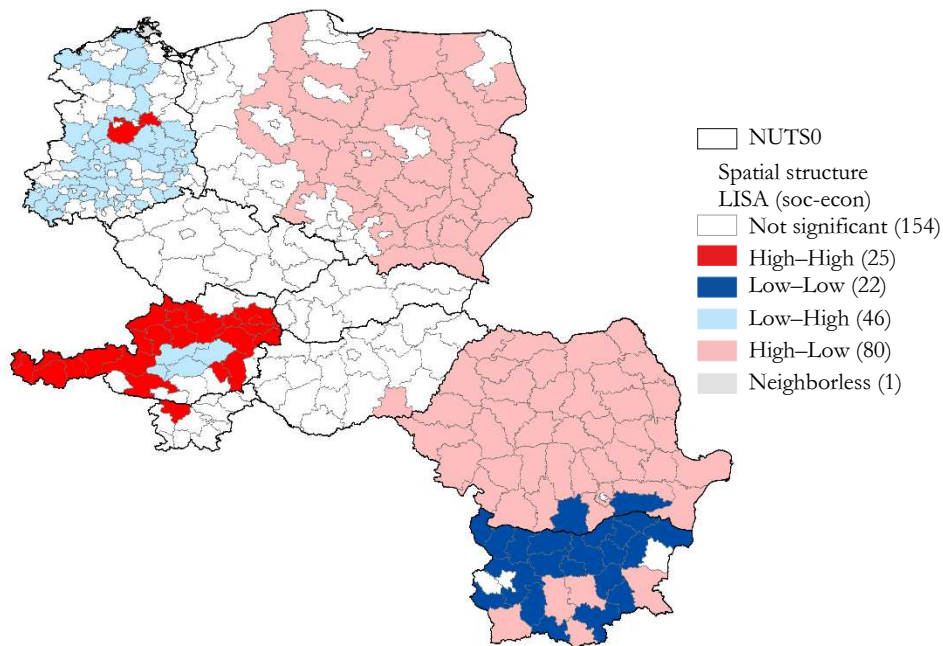 NUTS0
Spatial structure
LISA (soc-econ)
Not significant (154)
High–High (25)
Low–Low (22)
Low–High (46)
High–Low (80)
Neighborless (1)